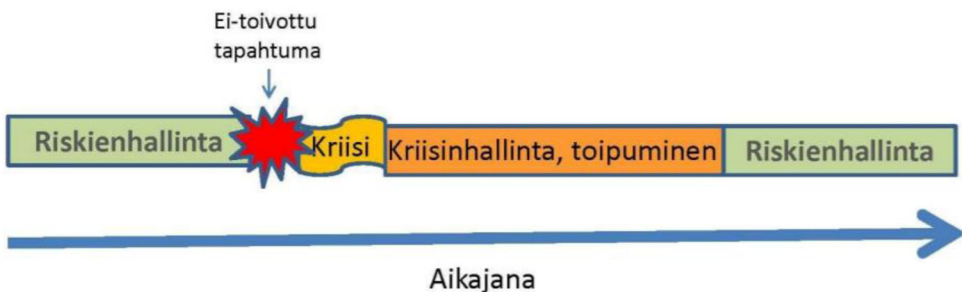 Ei-toivottu
tapahtuma
Riskienhallinta
Kriisi
Kriisinhallinta, toipuminen
Riskienhallinta
Aikajana